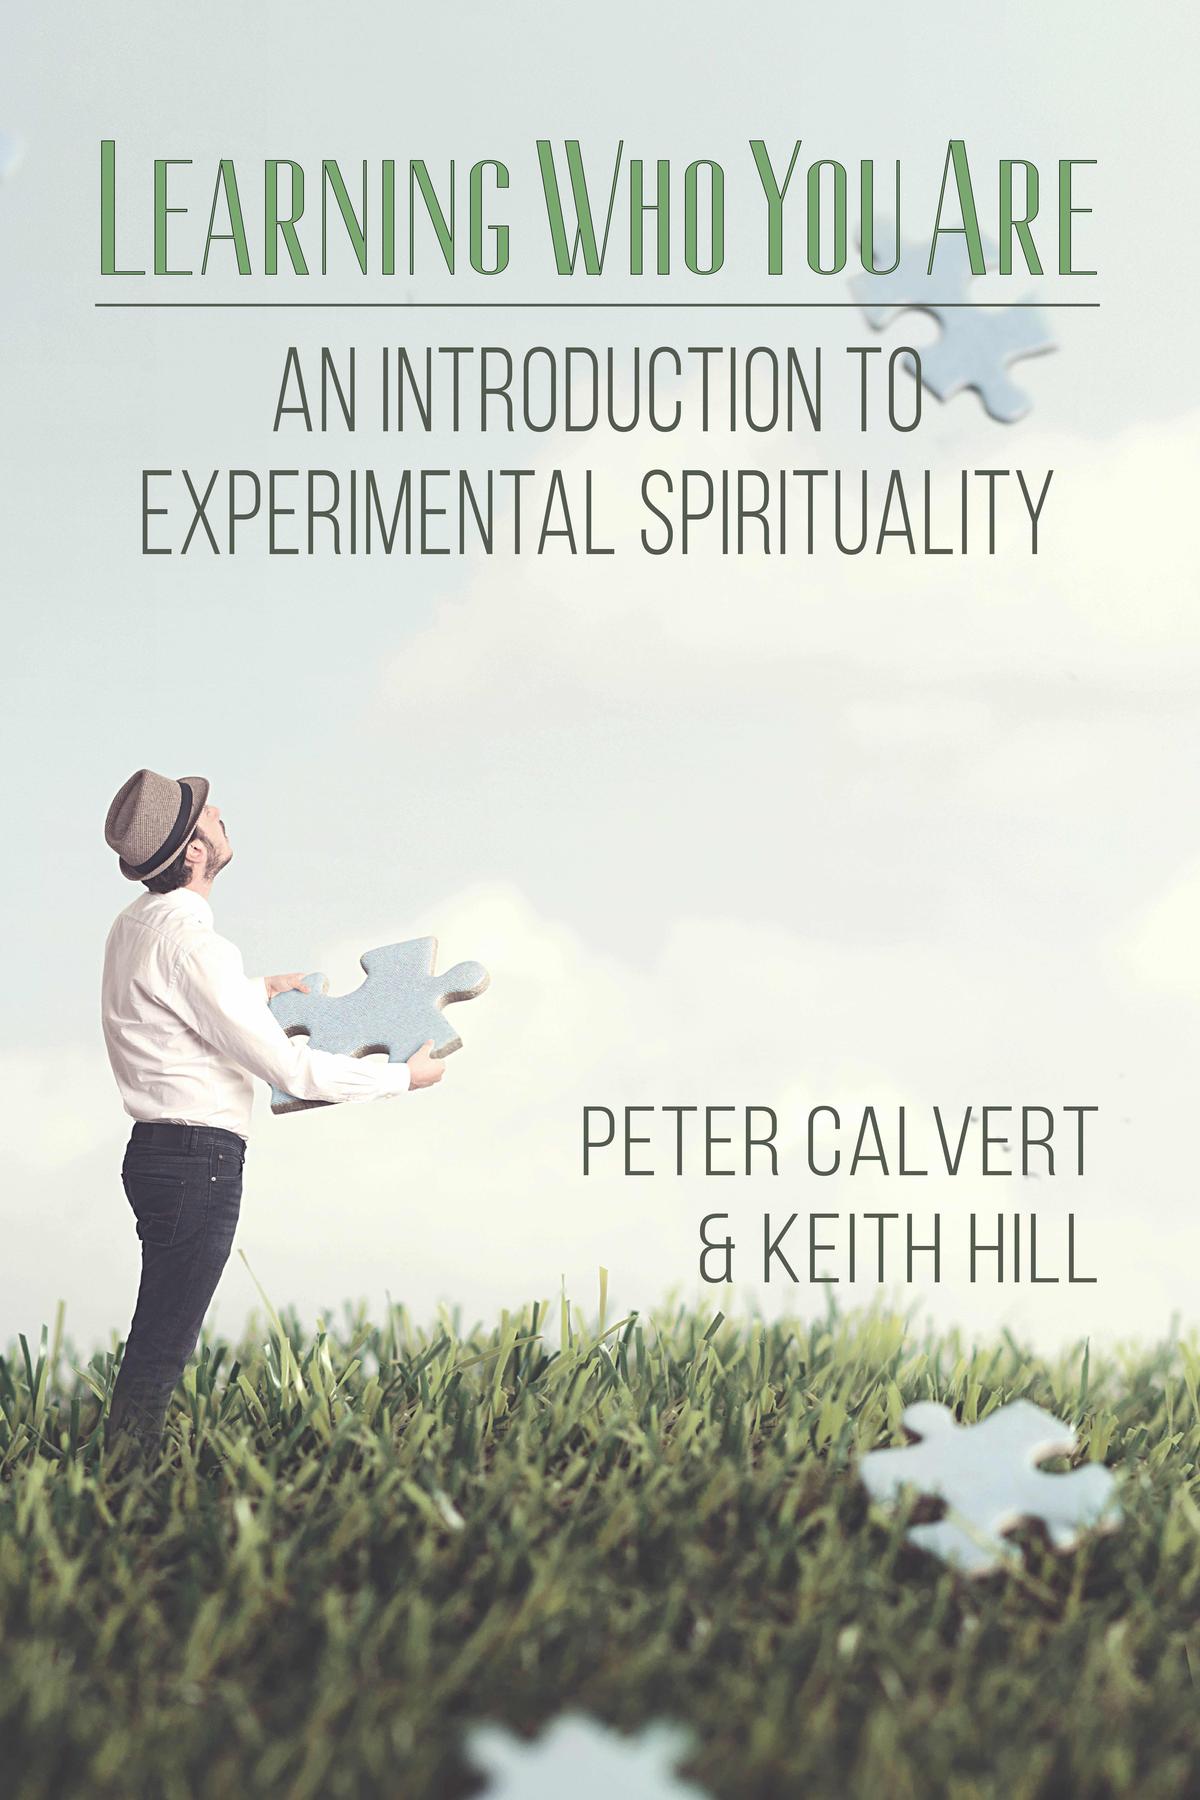 Learning Who You Are
AN INTRODUCTION TO
EXPERIMENTAL SPIRITUALITY
PETER CALVERT
& KEITH HILL